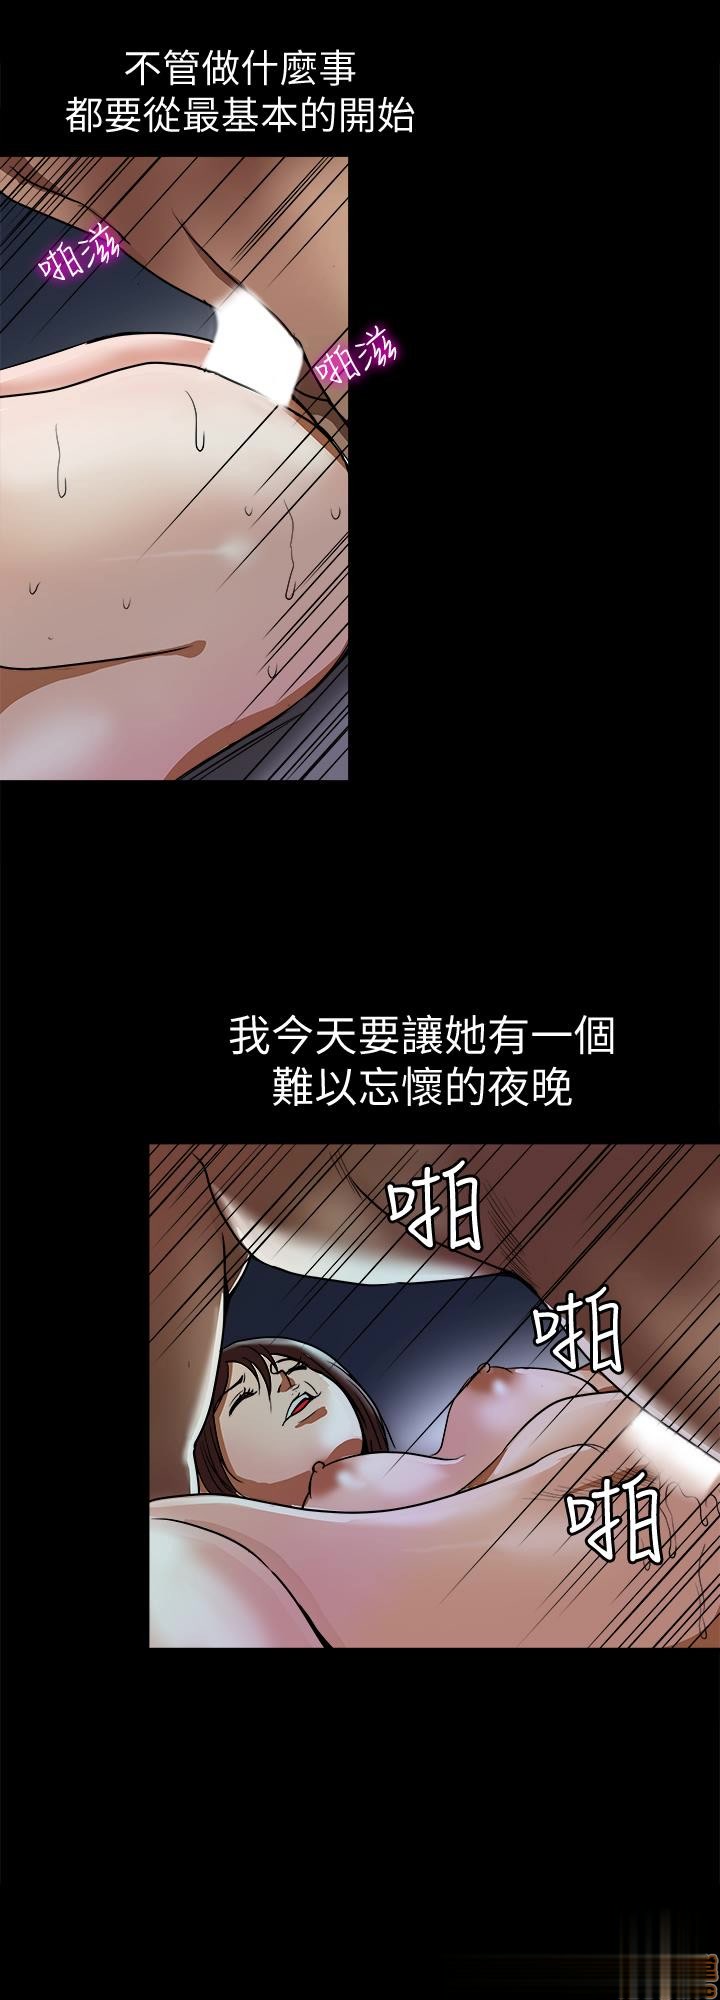 不管做什麼事
都要從最基本的開始
啪滋
啪滋
我今天要讓她有一個
難以忘懷的夜晚
啪
啪
啪